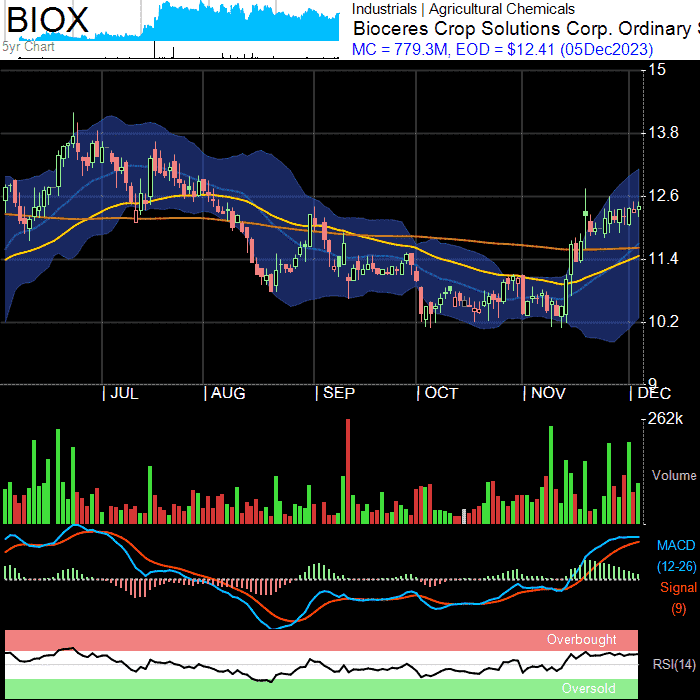 BIOX
5yr Chart
Industrials | Agricultural Chemicals
Bioceres Crop Solutions Corp. Ordinary S
MC = 779.3M, EOD = $12.41 (05Dec2023)
15
13.8
12.6
11.4
10.2
9
| JUL | AUG | SEP | OCT | NOV | DEC
262k
Volume
MACD
(12-26)
Signal
(9)
Overbought
RSI(14)
Oversold